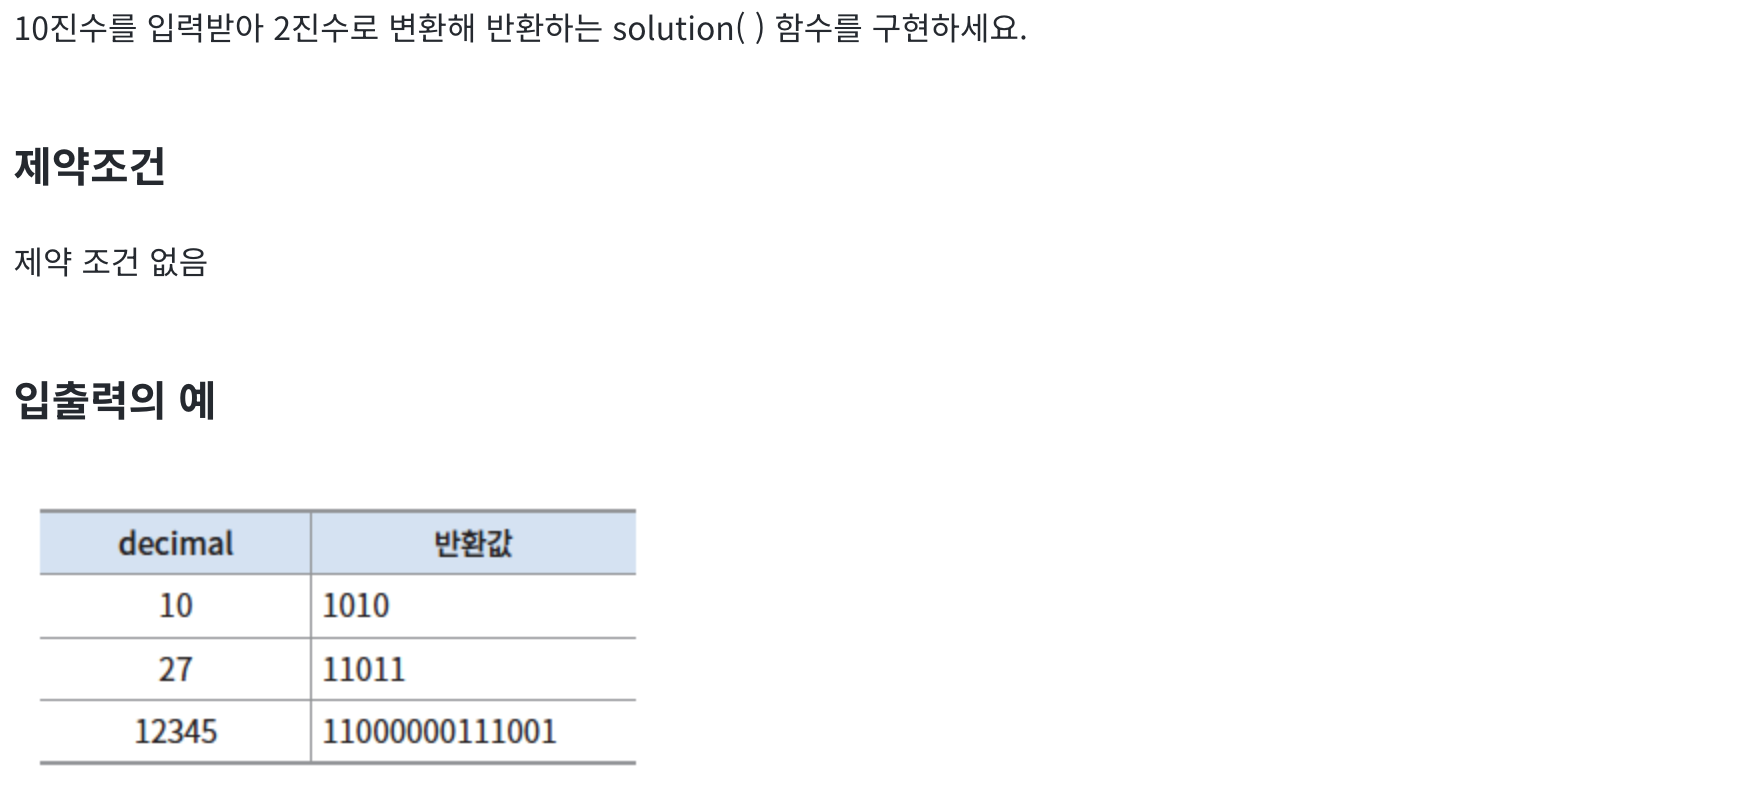 10진수를 입력받아 2진수로 변환해 반환하는 solution( ) 함수를 구현하세요.
제약조건
제약 조건 없음
입출력의 예
decimal 반환값
10 1010
27 11011
12345 11000000111001